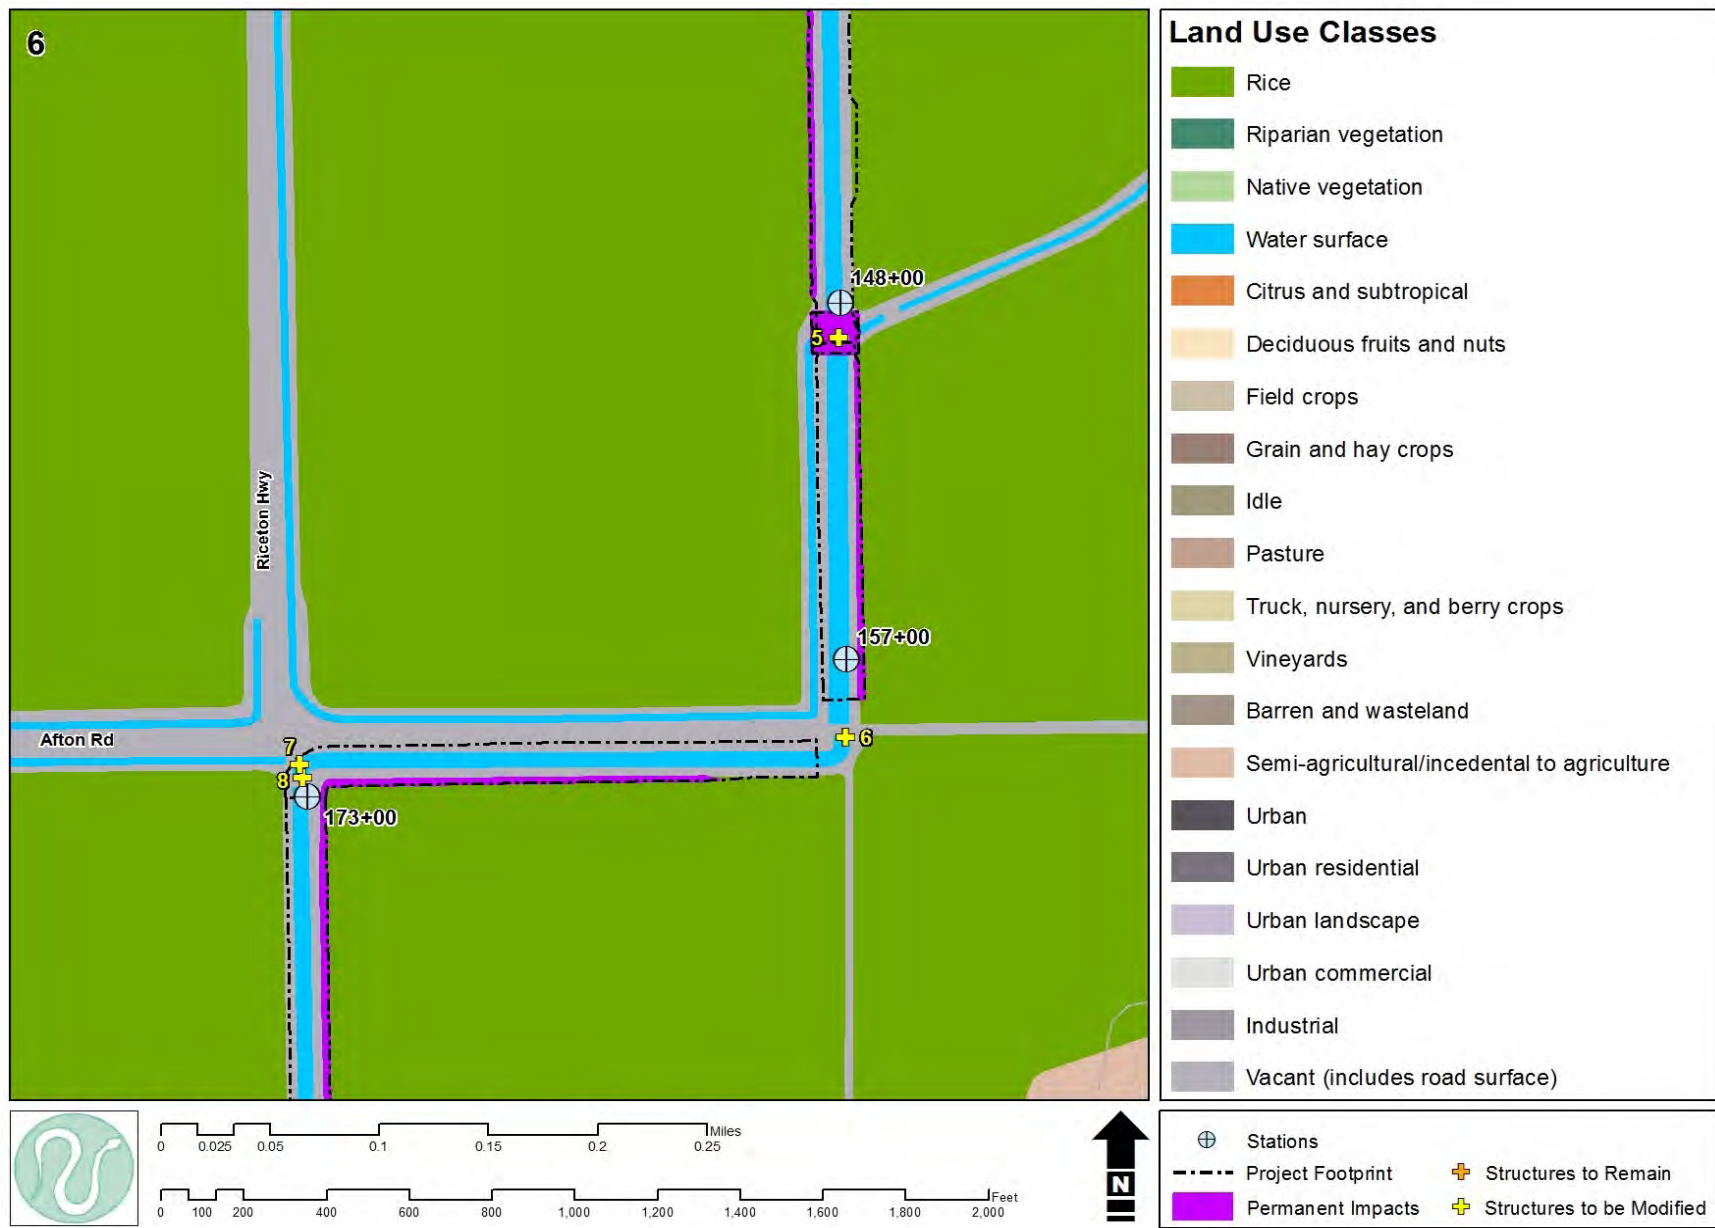 6
148+00
5
Riceton Hwy
157+00
6
Afton Rd
7
8
173+00
Land Use Classes
Rice
Riparian vegetation
Native vegetation
Water surface
Citrus and subtropical
Deciduous fruits and nuts
Field crops
Grain and hay crops
Idle
Pasture
Truck, nursery, and berry crops
Vineyards
Barren and wasteland
Semi-agricultural/incedental to agriculture
Urban
Urban residential
Urban landscape
Urban commercial
Industrial
Vacant (includes road surface)
Miles
0 0.025 0.05 0.1 0.15 0.2 0.25
Feet
0 100 200 400 600 800 1,000 1,200 1,400 1,600 1,800 2,000
N
Stations
Project Footprint
Structures to Remain
Permanent Impacts
Structures to be Modified